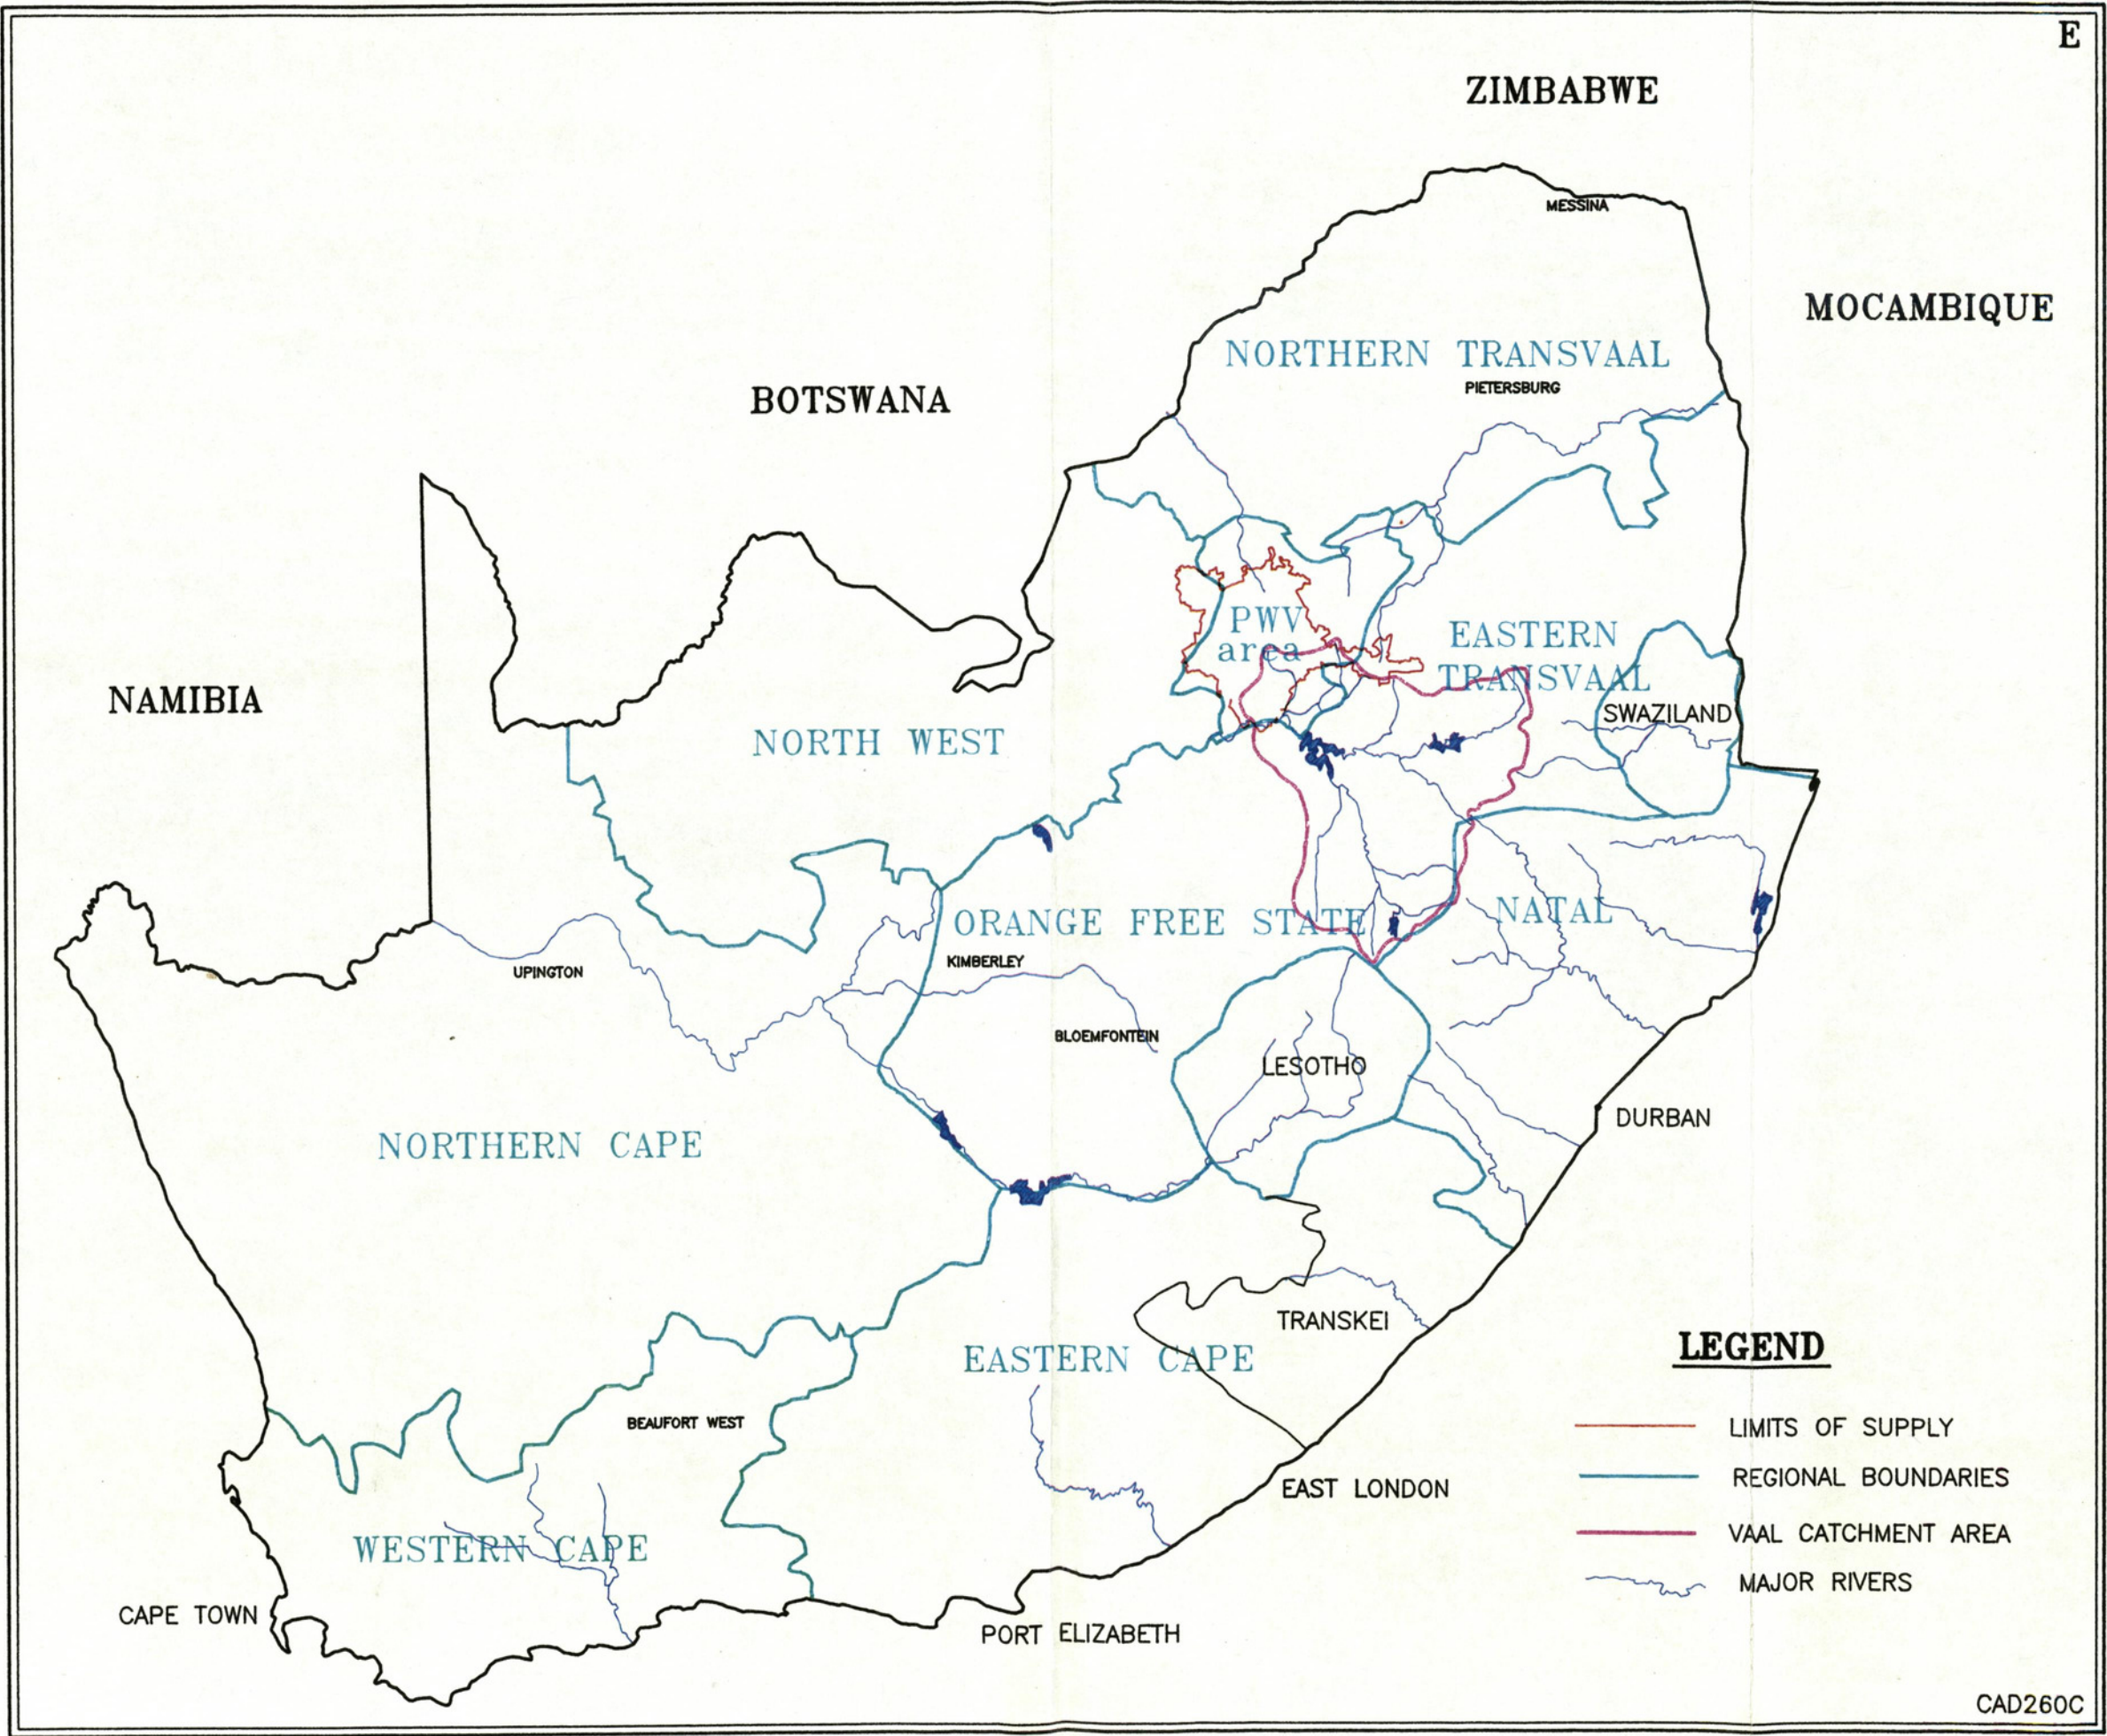 E
ZIMBABWE
MESSINA
MOCAMBIQUE
NORTHERN TRANSVAAL
PIETERSBURG
BOTSWANA
PWV
area
EASTERN
TRANSVAAL
NAMIBIA
SWAZILAND
NORTH WEST
ORANGE FREE STATE
NATAL
KIMBERLEY
UPINGTON
BLOEMFONTEIN
LESOTHO
DURBAN
NORTHERN CAPE
TRANSKEI
EASTERN CAPE
BEAUFORT WEST
EAST LONDON
WESTERN CAPE
CAPE TOWN
PORT ELIZABETH
LEGEND
LIMITS OF SUPPLY
REGIONAL BOUNDARIES
VAAL CATCHMENT AREA
MAJOR RIVERS
CAD260C